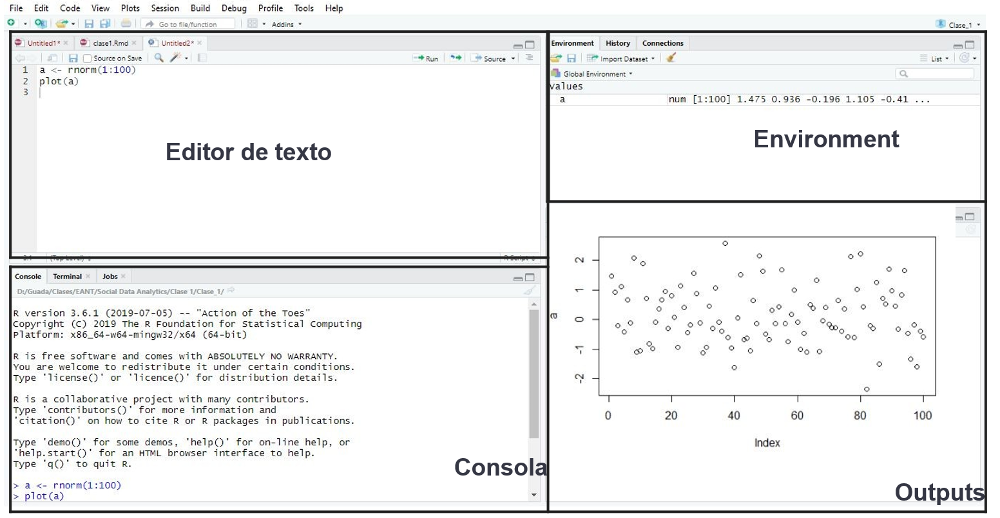 File Edit Code View Plots Session Build Debug Profile Tools Help
Go to file/function Addins Clase_1
Untitled1* clase1.Rmd Untitled2*
Source on Save Run Source
1 a <- rnorm(1:100)
2 plot(a)
3
Editor de texto
Environment History Connections
Import Dataset List
Global Environment
Values
a num [1:100] 1.475 0.936 -0.196 1.105 -0.41 ...
Environment
Console Terminal Jobs
D:/Guada/Clases/EANT/Social Data Analytics/Clase 1/Clase_1/
R version 3.6.1 (2019-07-05) -- "Action of the Toes"
Copyright (C) 2019 The R Foundation for Statistical Computing
Platform: x86_64-w64-mingw32/x64 (64-bit)
R is free software and comes with ABSOLUTELY NO WARRANTY.
You are welcome to redistribute it under certain conditions.
Type 'license()' or 'licence()' for distribution details.
R is a collaborative project with many contributors.
Type 'contributors()' for more information and
'citation()' on how to cite R or R packages in publications.
Type 'demo()' for some demos, 'help()' for on-line help, or
'help.start()' for an HTML browser interface to help.
Type 'q()' to quit R.
> a <- rnorm(1:100)
> plot(a)
Consola
2
1
0
-1
-2
a
0 20 40 60 80 100
Index
Outputs